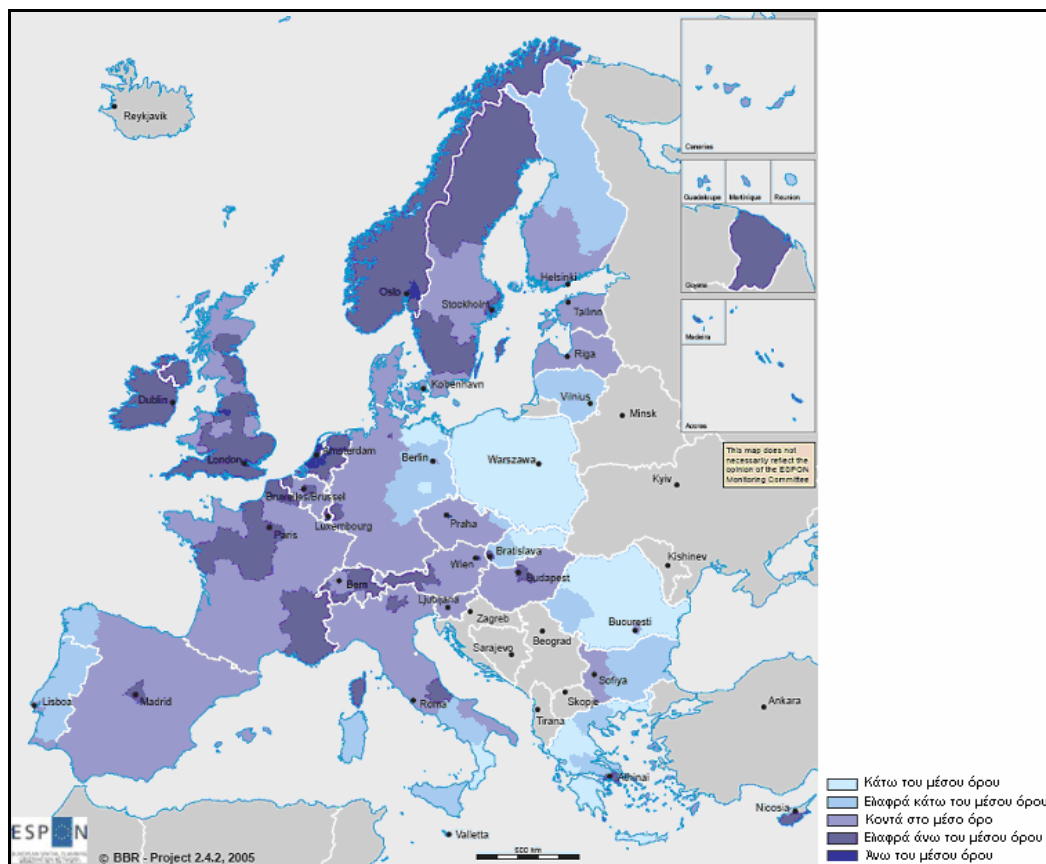 Reykjavik
Canaries
Guadeloupe
Martinique
Reunion
Guyane
Madeira
Acores
This map does not
necessarily reflect the
opinion of the ESPON
Monitoring Committee
Oslo
Stockholm
Helsinki
Tallinn
Riga
København
Vilnius
Minsk
Dublin
London
Amsterdam
Berlin
Warszawa
Kyiv
Bruxelles/Brussel
Luxembourg
Paris
Praha
Kishinev
Wien
Bratislava
Budapest
Bern
Ljubljana
Zagreb
Bucuresti
Beograd
Sarajevo
Sofiya
Skopje
Lisboa
Madrid
Roma
Tirana
Ankara
Athinai
Nicosia
Valletta
Κάτω του μέσου όρου
Ελαφρά κάτω του μέσου όρου
Κοντά στο μέσο όρο
Ελαφρά άνω του μέσου όρου
Άνω του μέσου όρου
ESPON
© BBR - Project 2.4.2, 2005
500 km